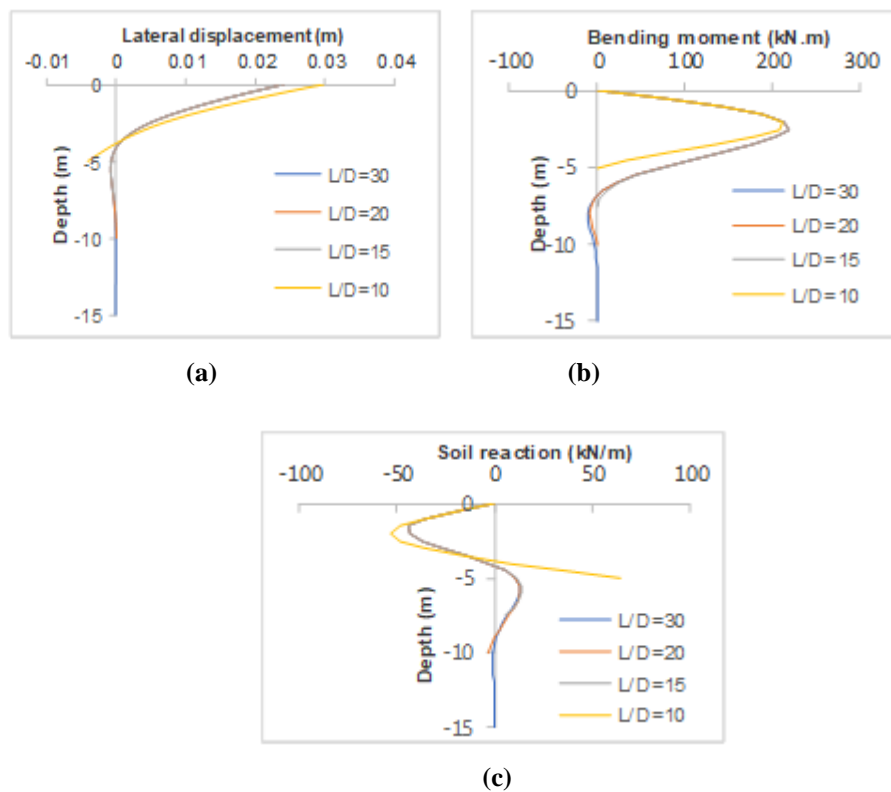 Lateral displacement (m)
-0.01 0 0.01 0.02 0.03 0.04
0
-5
-10
-15
Depth (m)
L/D=30
L/D=20
L/D=15
L/D=10
(a)
Bending moment (kN.m)
-100 0 100 200 300
0
-5
-10
-15
Depth (m)
L/D=30
L/D=20
L/D=15
L/D=10
(b)
Soil reaction (kN/m)
-100 -50 0 50 100
0
-5
-10
-15
Depth (m)
L/D=30
L/D=20
L/D=15
L/D=10
(c)